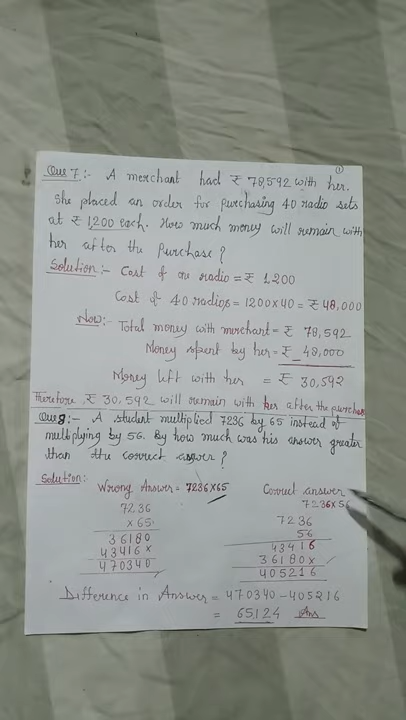 ①
Que 7:- A merchant had ₹ 78,592 with her.
She placed an order for purchasing 40 radio sets
at ₹ 1,200 each. How much money will remain with
her after the purchase?
Solution:- Cost of one radio = ₹ 1,200
Cost of 40 radios = 1200 × 40 = ₹ 48,000
Now:- Total money with merchant = ₹ 78,592
Money spent by her = ₹ - 48,000
Money left with her = ₹ 30,592
Therefore ₹ 30,592 will remain with her after the purchase
Que 8:- A student multiplied 7236 by 65 instead of
multiplying by 56. By how much was his answer greater
than the correct answer?
Solution:
Wrong Answer = 7236×65
7236
× 65
36180
43416×
470340
Correct answer
7236×56
7236
56
43416
36180×
405216
Difference in Answer = 470340 - 405216
= 65124 Ans